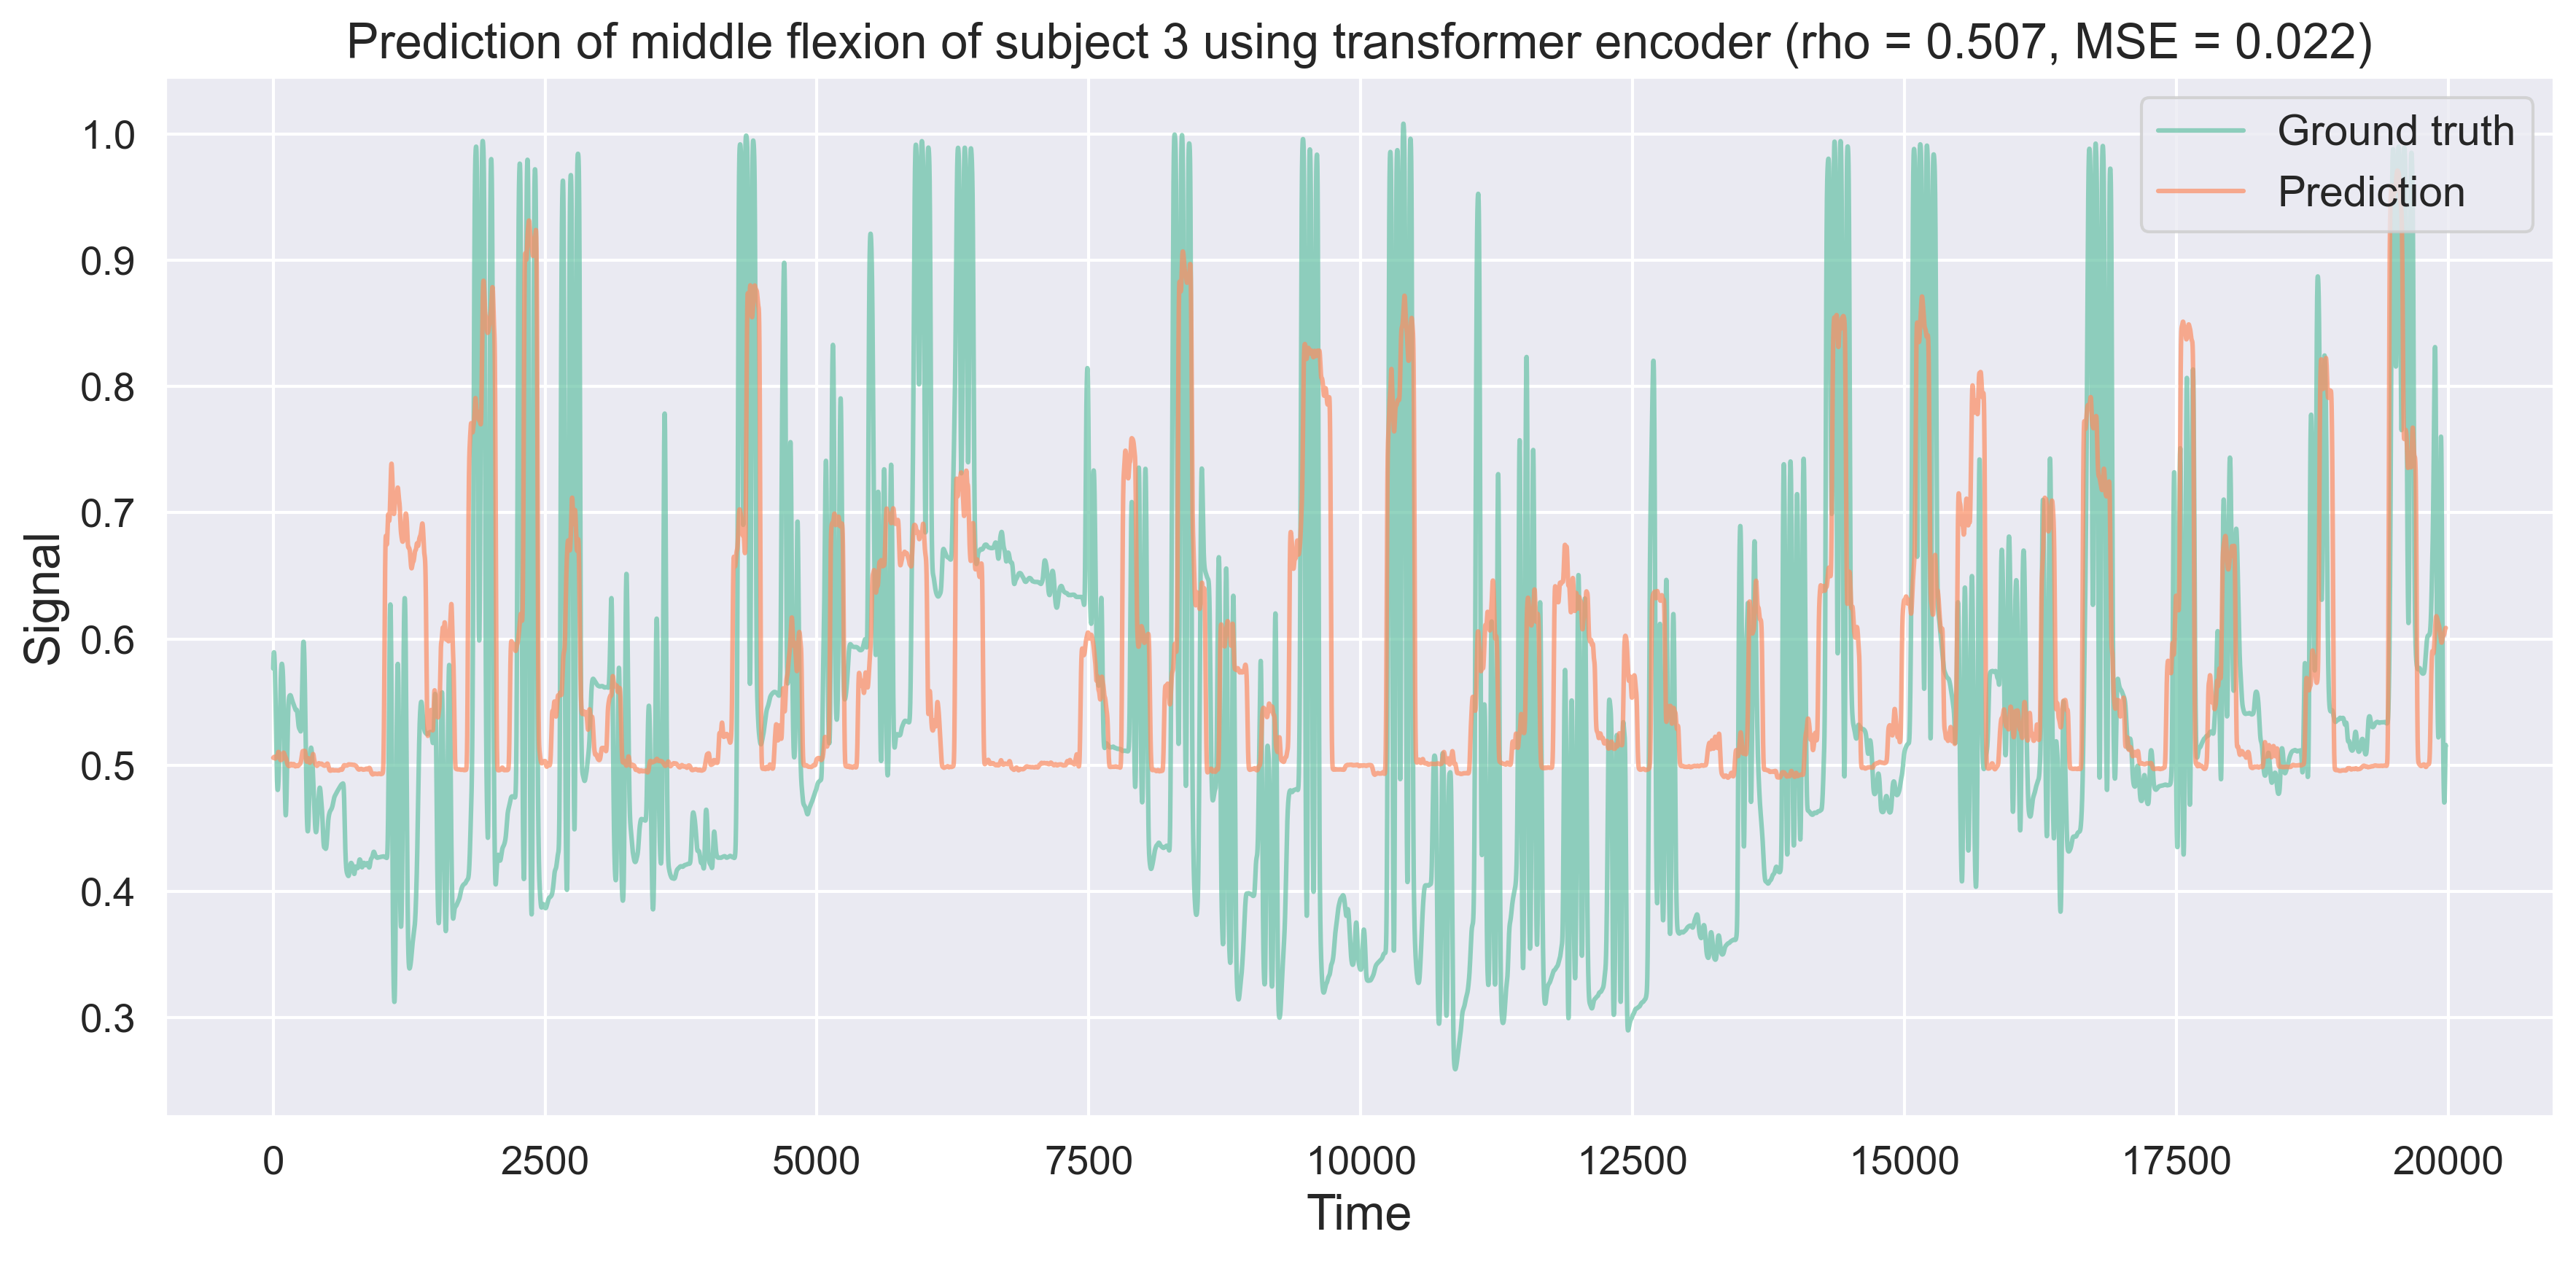 Prediction of middle flexion of subject 3 using transformer encoder (rho = 0.507, MSE = 0.022)
Ground truth
Prediction
1.0
0.9
0.8
0.7
0.6
0.5
0.4
0.3
Signal
0 2500 5000 7500 10000 12500 15000 17500 20000
Time